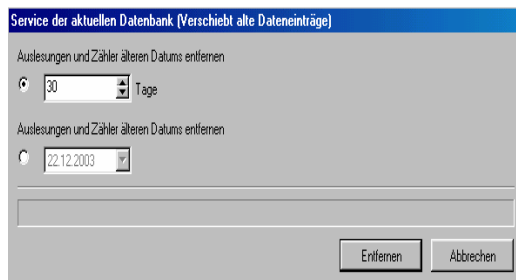 Service der aktuellen Datenbank (Verschiebt alte Dateneinträge)
Auslesungen und Zähler älteren Datums entfernen
30 Tage
Auslesungen und Zähler älteren Datums entfernen
22.12.2003
Entfernen Abbrechen